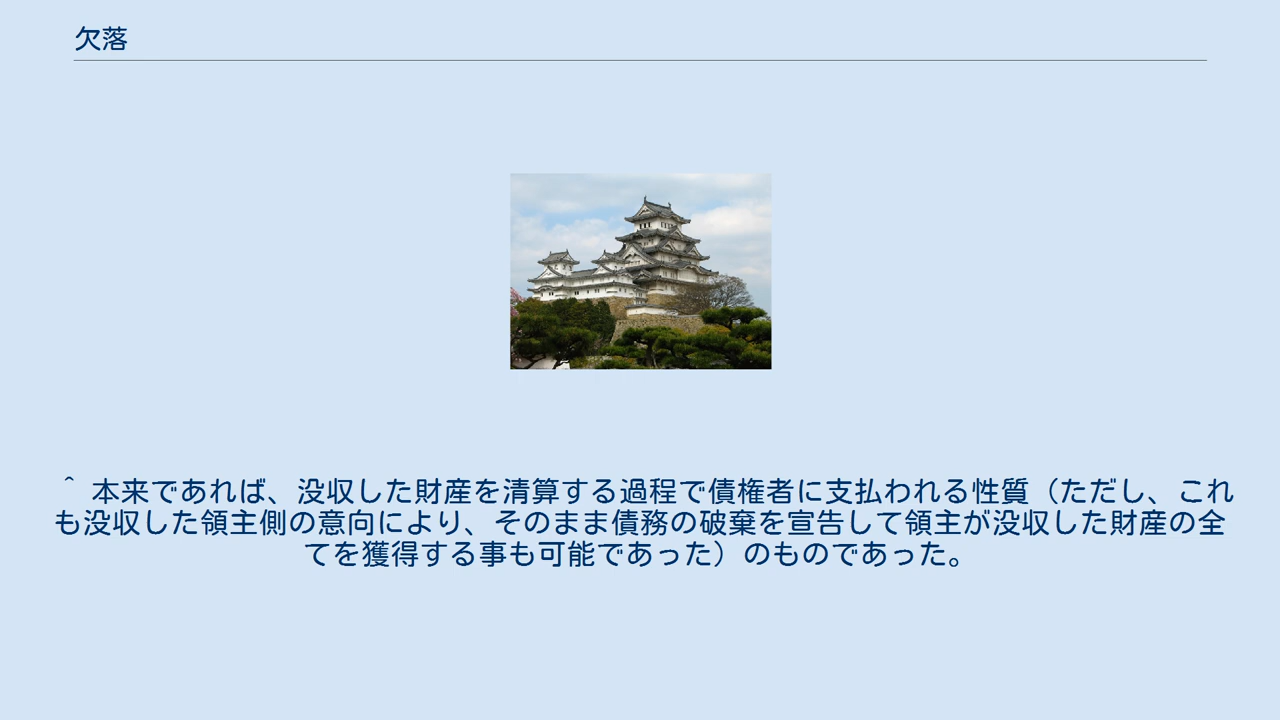 欠落
^ 本来であれば、没収した財産を清算する過程で債権者に支払われる性質（ただし、これ
も没収した領主側の意向により、そのまま債務の破棄を宣告して領主が没収した財産の全
てを獲得する事も可能であった）のものであった。